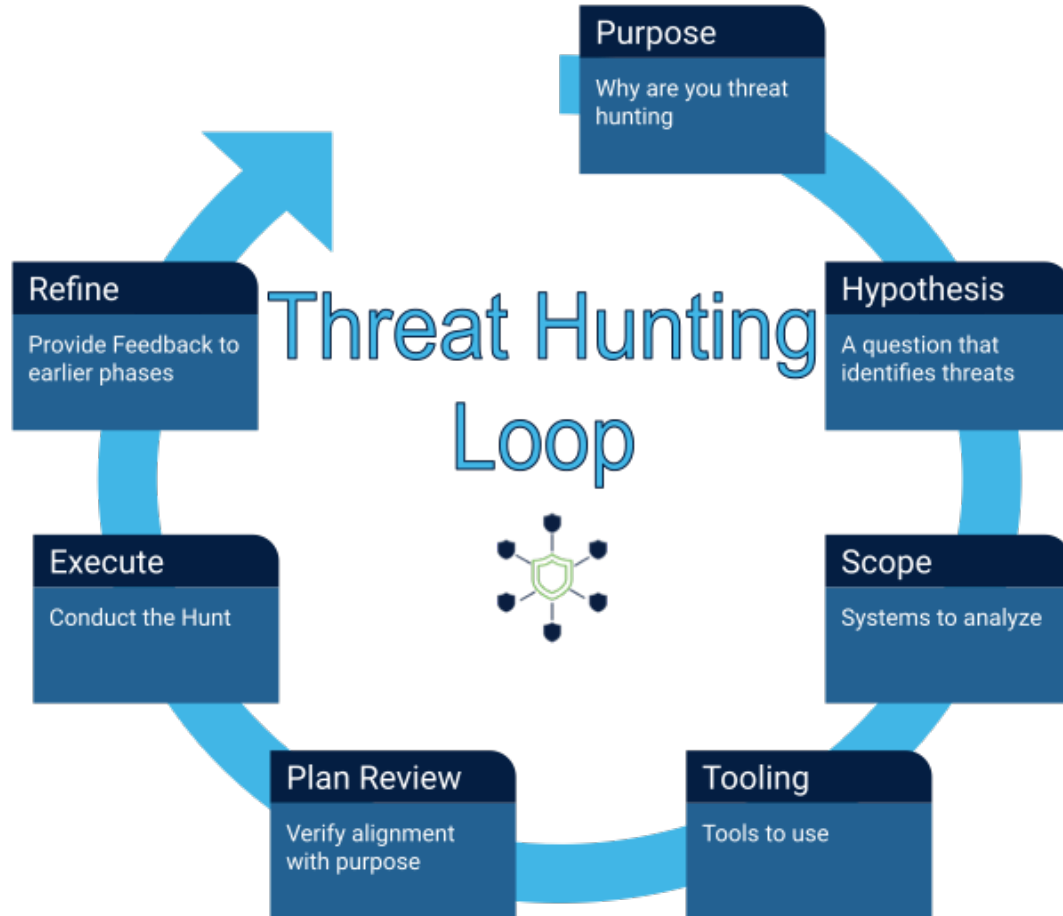 Purpose
Why are you threat
hunting
Hypothesis
A question that
identifies threats
Scope
Systems to analyze
Tooling
Tools to use
Plan Review
Verify alignment
with purpose
Execute
Conduct the Hunt
Refine
Provide Feedback to
earlier phases
Threat Hunting
Loop